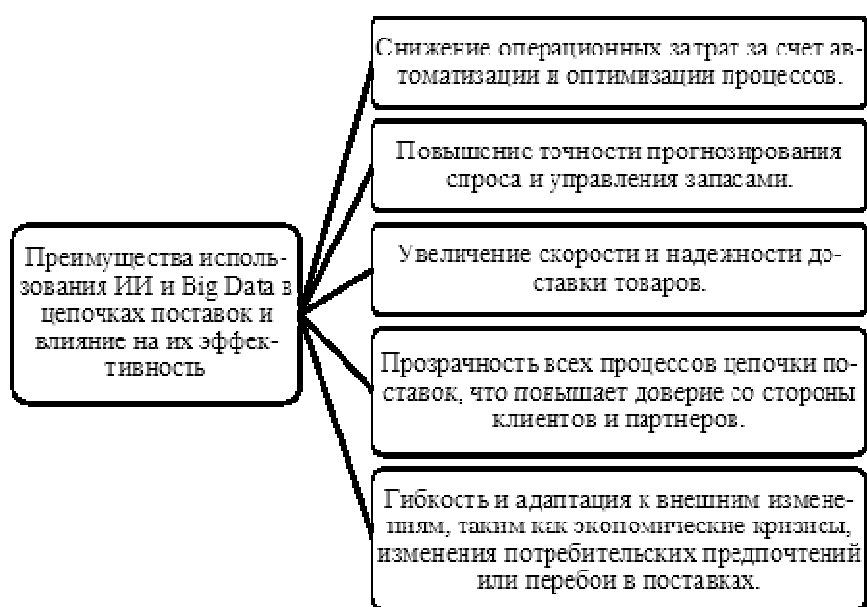 Преимущества исполь-
зования ИИ и Big Data в
цепочках поставок и
влияние на их эффек-
тивность
Снижение операционных затрат за счет ав-
томатизации и оптимизации процессов.
Повышение точности прогнозирования
спроса и управления запасами.
Увеличение скорости и надежности до-
ставки товаров.
Прозрачность всех процессов цепочки по-
ставок, что повышает доверие со стороны
клиентов и партнеров.
Гибкость и адаптация к внешним измене-
ниям, таким как экономические кризисы,
изменения потребительских предпочтений
или перебои в поставках.